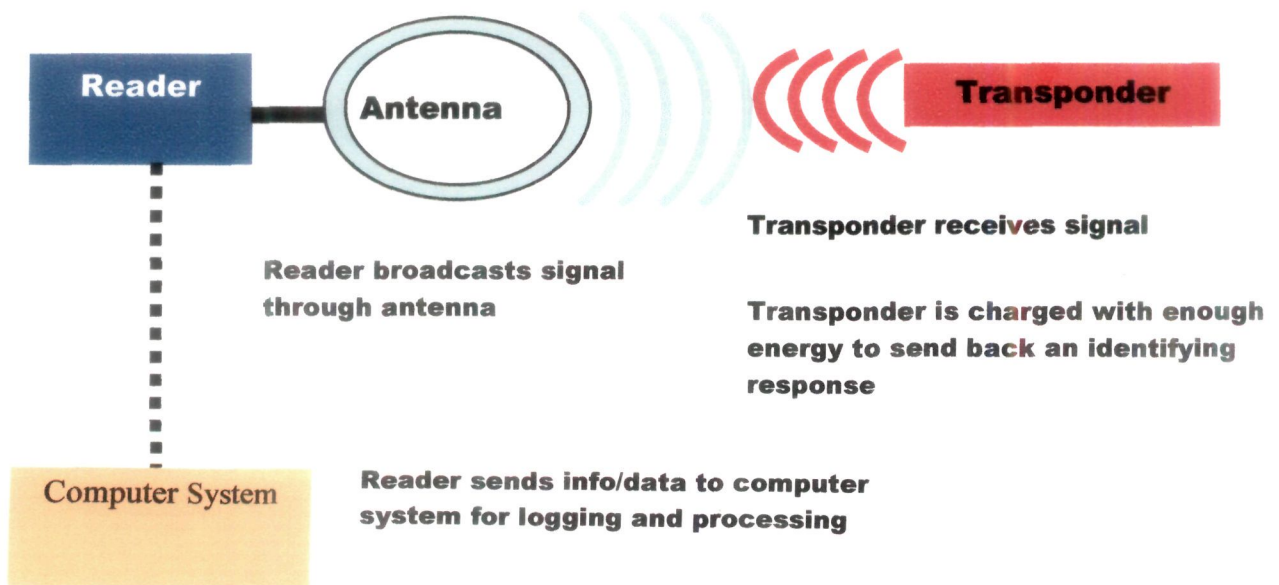 Reader
Antenna
Transponder
Reader broadcasts signal
through antenna
Transponder receives signal
Transponder is charged with enough
energy to send back an identifying
response
Computer System
Reader sends info/data to computer
system for logging and processing